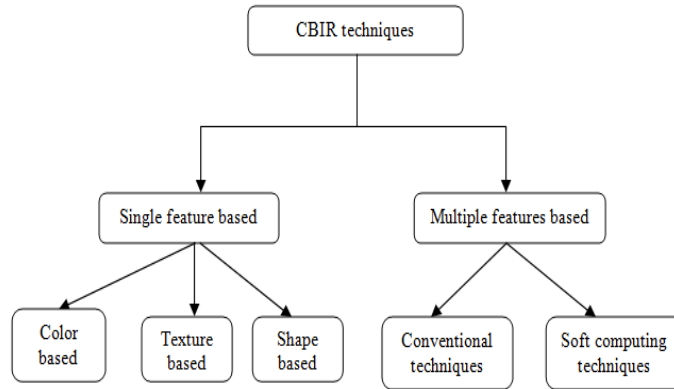 CBIR techniques
Single feature based
Multiple features based
Color
based
Texture
based
Shape
based
Conventional
techniques
Soft computing
techniques